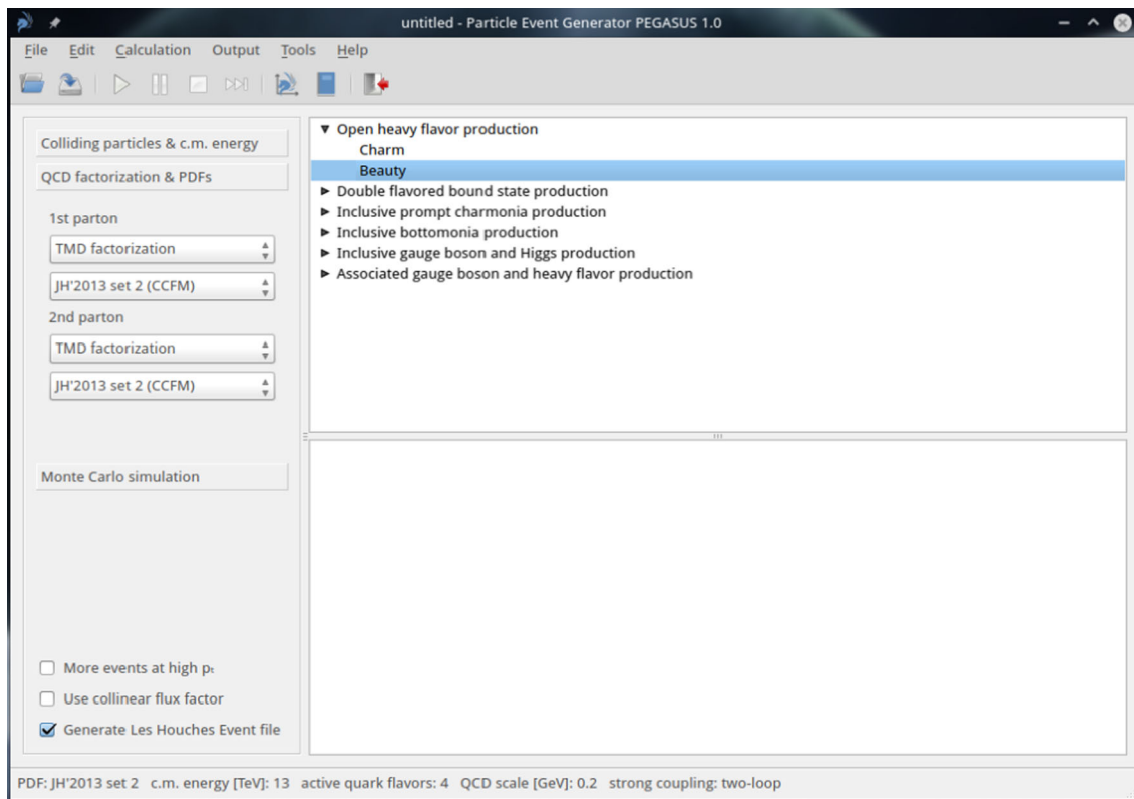 untitled - Particle Event Generator PEGASUS 1.0
File Edit Calculation Output Tools Help
Colliding particles & c.m. energy
QCD factorization & PDFs
1st parton
TMD factorization
JH'2013 set 2 (CCFM)
2nd parton
TMD factorization
JH'2013 set 2 (CCFM)
Monte Carlo simulation
More events at high pt
Use collinear flux factor
Generate Les Houches Event file
Open heavy flavor production
Charm
Beauty
Double flavored bound state production
Inclusive prompt charmonia production
Inclusive bottomonia production
Inclusive gauge boson and Higgs production
Associated gauge boson and heavy flavor production
PDF: JH'2013 set 2 c.m. energy [TeV]: 13 active quark flavors: 4 QCD scale [GeV]: 0.2 strong coupling: two-loop